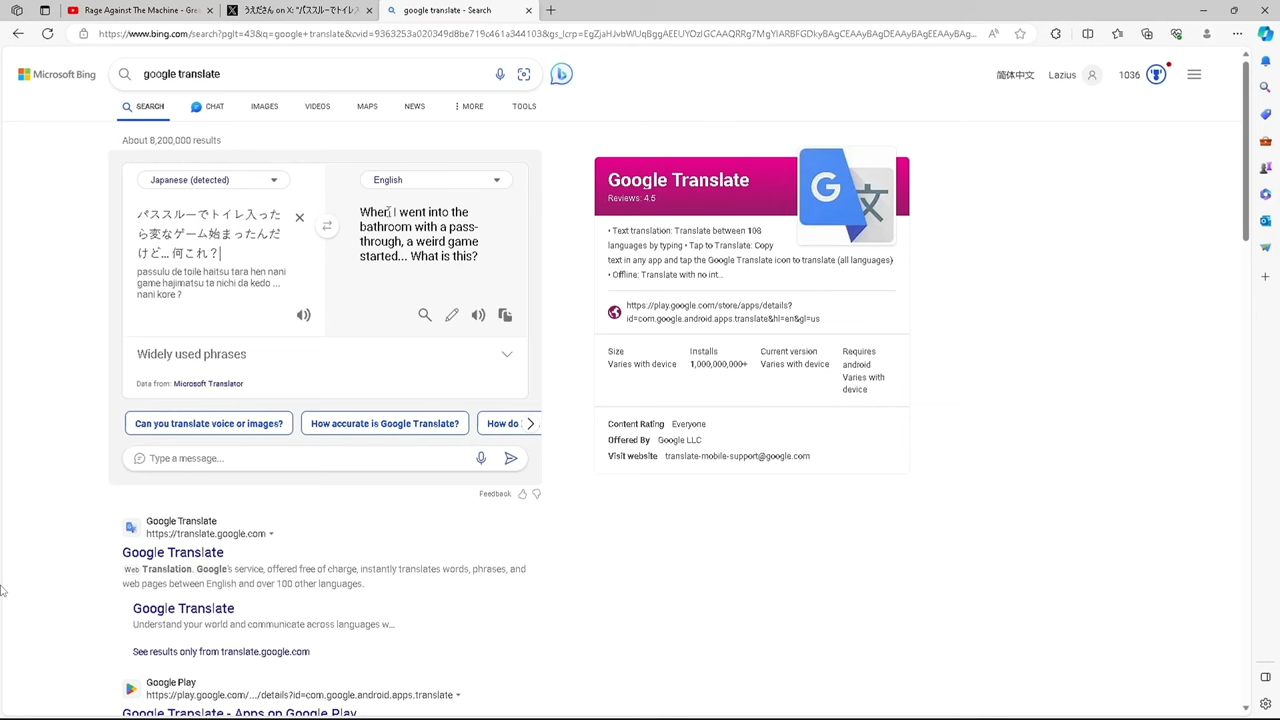 Rage Against The Machine - Grea
うえださん on X: "パススルーでトイレ
google translate - Search
https://www.bing.com/search?pglt=43&q=google+translate&cvid=9363253a020349d8be719c461a344103&gs_lcrp=EgZjaHJvbWUqBggAEEUYOzIGCAAQRRg7MgYIARBFGDkyBAgCEAAyBAgDEAAyBAgEEAAyBAg...
Microsoft Bing
google translate
简体中文
Lazius
1036
SEARCH
CHAT
IMAGES
VIDEOS
MAPS
NEWS
MORE
TOOLS
About 8,200,000 results
Japanese (detected)
English
パススルーでトイレ入った
ら変なゲーム始まったんだ
けど... 何これ？
passulu de toile haitsu tara hen nani
game hajimatsu ta nichi da kedo ...
nani kore ?
When I went into the
bathroom with a pass-
through, a weird game
started... What is this?
Widely used phrases
Data from: Microsoft Translator
Can you translate voice or images?
How accurate is Google Translate?
How do
Type a message...
Feedback
Google Translate
Reviews: 4.5
• Text translation: Translate between 108
languages by typing • Tap to Translate: Copy
text in any app and tap the Google Translate icon to translate (all languages)
• Offline: Translate with no int...
https://play.google.com/store/apps/details?
id=com.google.android.apps.translate&hl=en&gl=us
Size
Varies with device
Installs
1,000,000,000+
Current version
Varies with device
Requires
android
Varies with
device
Content Rating Everyone
Offered By Google LLC
Visit website translate-mobile-support@google.com
Google Translate
https://translate.google.com
Google Translate
Web Translation. Google's service, offered free of charge, instantly translates words, phrases, and
web pages between English and over 100 other languages.
Google Translate
Understand your world and communicate across languages w...
See results only from translate.google.com
Google Play
https://play.google.com/.../details?id=com.google.android.apps.translate
Google Translate - Apps on Google Play